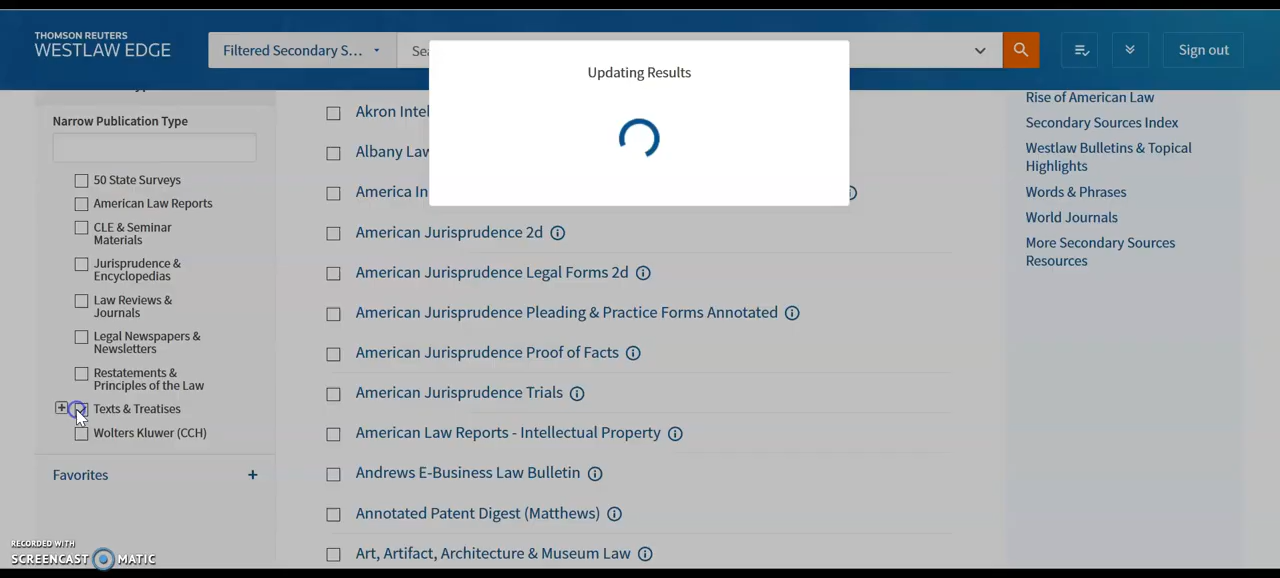 THOMSON REUTERS
WESTLAW EDGE
Filtered Secondary S...
Sea
Sign out
Updating Results
Narrow Publication Type
50 State Surveys
American Law Reports
CLE & Seminar
Materials
Jurisprudence &
Encyclopedias
Law Reviews &
Journals
Legal Newspapers &
Newsletters
Restatements &
Principles of the Law
Texts & Treatises
Wolters Kluwer (CCH)
Favorites
Akron Intel
Albany Law
America In
American Jurisprudence 2d
American Jurisprudence Legal Forms 2d
American Jurisprudence Pleading & Practice Forms Annotated
American Jurisprudence Proof of Facts
American Jurisprudence Trials
American Law Reports - Intellectual Property
Andrews E-Business Law Bulletin
Annotated Patent Digest (Matthews)
Art, Artifact, Architecture & Museum Law
Rise of American Law
Secondary Sources Index
Westlaw Bulletins & Topical
Highlights
Words & Phrases
World Journals
More Secondary Sources
Resources
RECORDED WITH
SCREENCAST MATIC